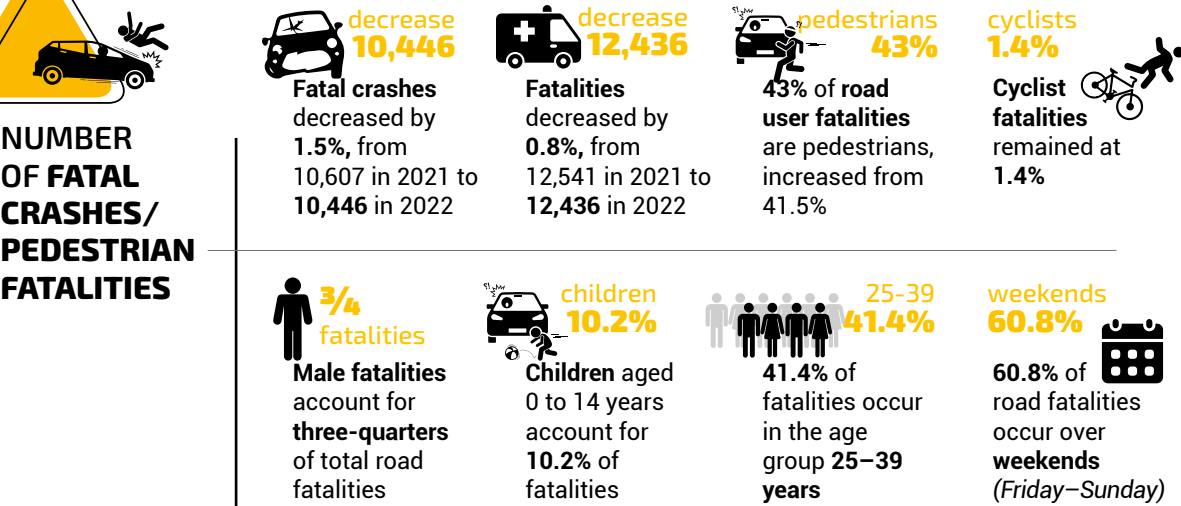 NUMBER
OF FATAL
CRASHES/
PEDESTRIAN
FATALITIES
decrease
10,446
Fatal crashes
decreased by
1.5%, from
10,607 in 2021 to
10,446 in 2022
decrease
12,436
Fatalities
decreased by
0.8%, from
12,541 in 2021 to
12,436 in 2022
pedestrians
43%
43% of road
user fatalities
are pedestrians,
increased from
41.5%
cyclists
1.4%
Cyclist
fatalities
remained at
1.4%
¾
fatalities
Male fatalities
account for
three-quarters
of total road
fatalities
children
10.2%
Children aged
0 to 14 years
account for
10.2% of
fatalities
25-39
41.4%
41.4% of
fatalities occur
in the age
group 25–39
years
weekends
60.8%
60.8% of
road fatalities
occur over
weekends
(Friday–Sunday)